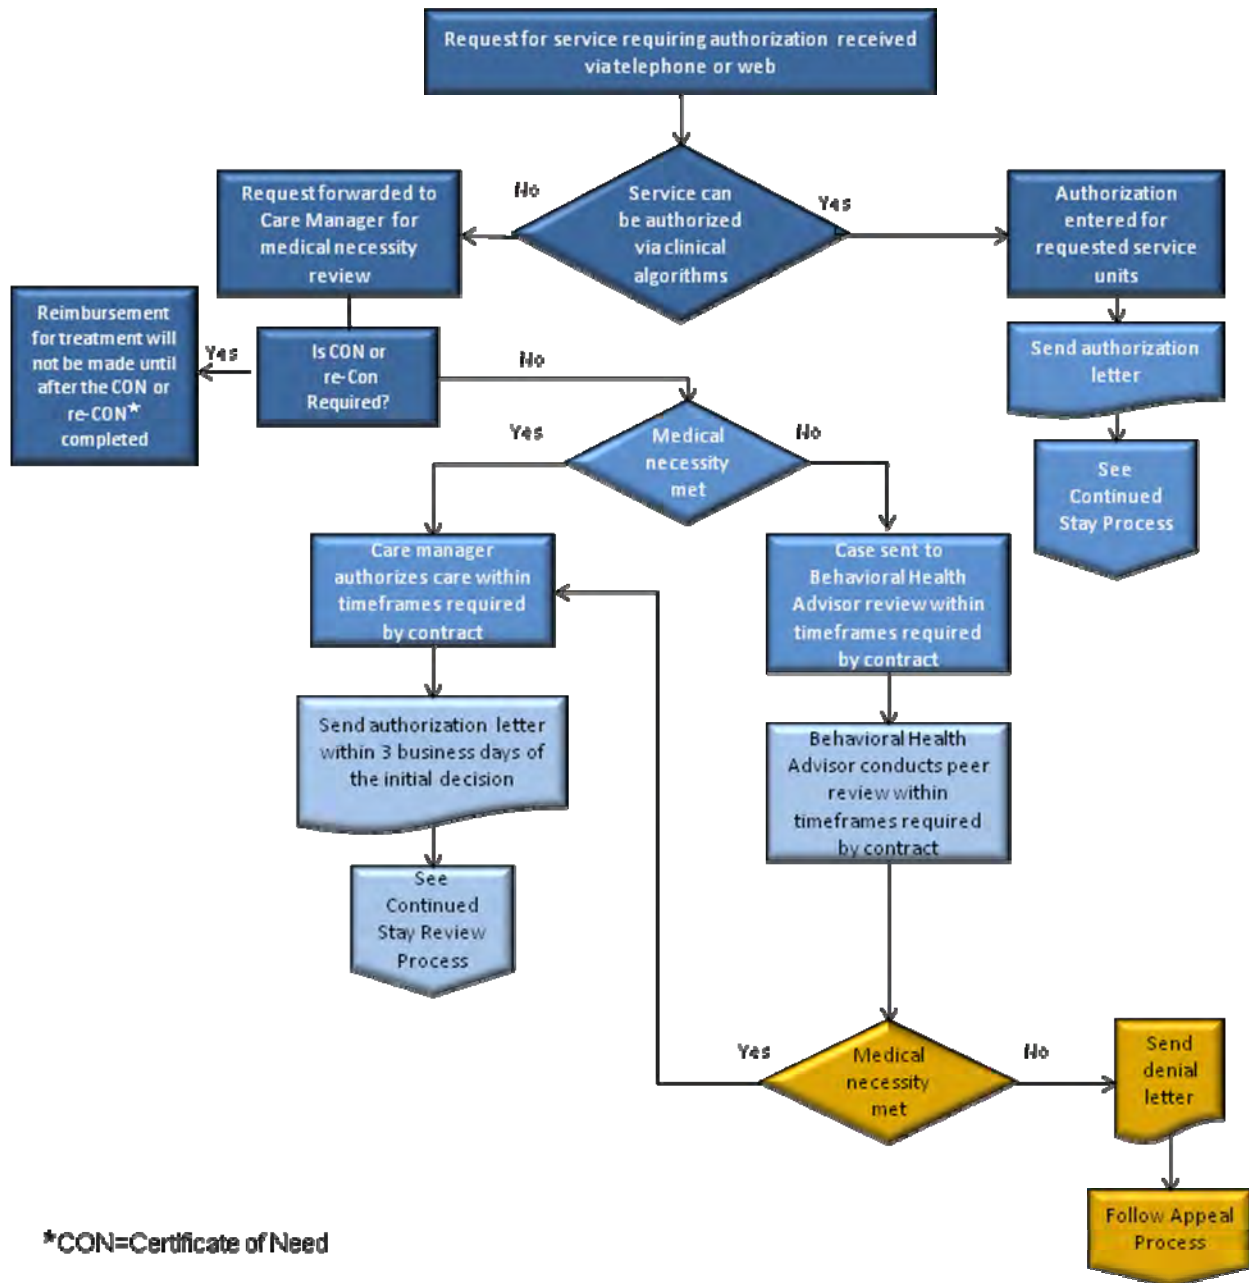 Request for service requiring authorization received
via telephone or web
No
Service can
be authorized
via clinical
algorithms
Yes
Request forwarded to
Care Manager for
medical necessity
review
Authorization
entered for
requested service
units
Reimbursement
for treatment will
not be made until
after the CON or
re-CON*
completed
Yes
Is CON or
re-Con
Required?
No
Send authorization
letter
Yes
Medical
necessity
met
No
See
Continued
Stay Process
Care manager
authorizes care within
timeframes required
by contract
Case sent to
Behavioral Health
Advisor review within
timeframes required
by contract
Send authorization letter
within 3 business days of
the initial decision
Behavioral Health
Advisor conducts peer
review within
timeframes required
by contract
See
Continued
Stay Review
Process
Yes
Medical
necessity
met
No
Send
denial
letter
Follow Appeal
Process
*CON=Certificate of Need